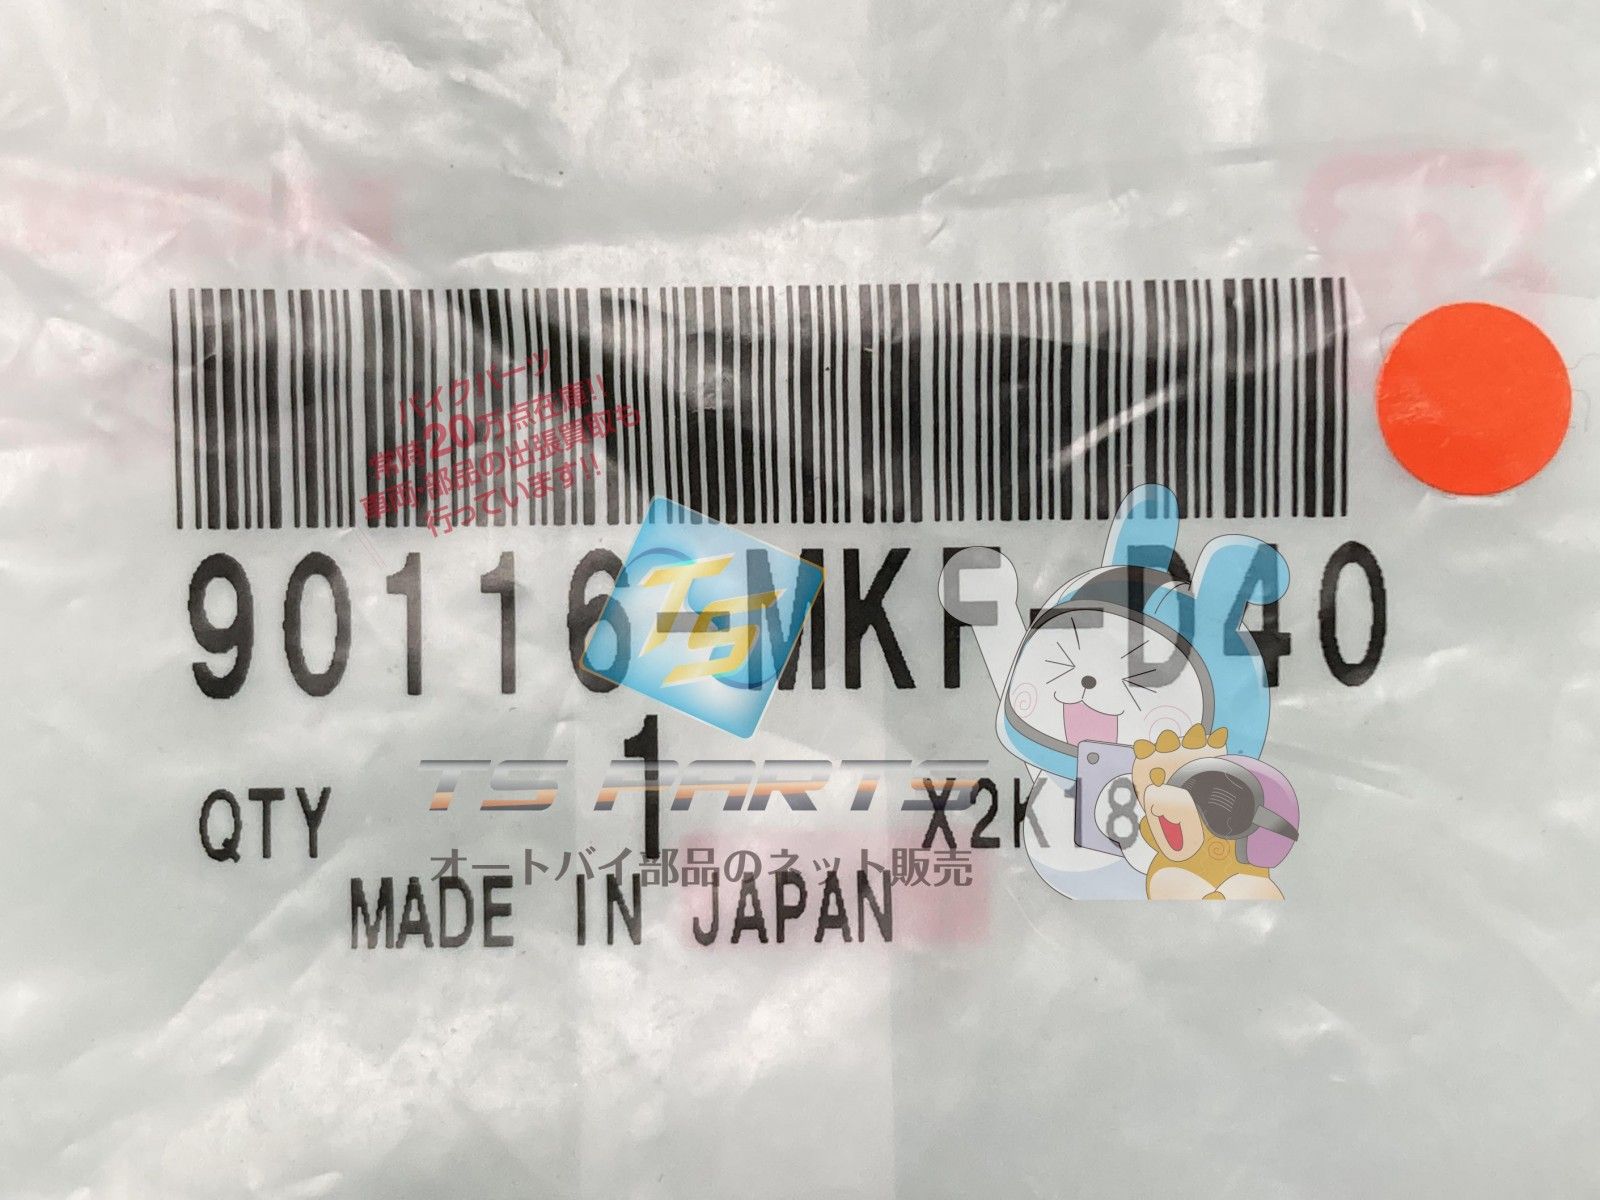 バイクパーツ
常時20万点在庫!!
車両・部品の出張買取も
行っています!!
90116-MKF-D40
TS
1
TS PARTS
QTY
X2K18
オートバイ部品のネット販売
MADE IN JAPAN